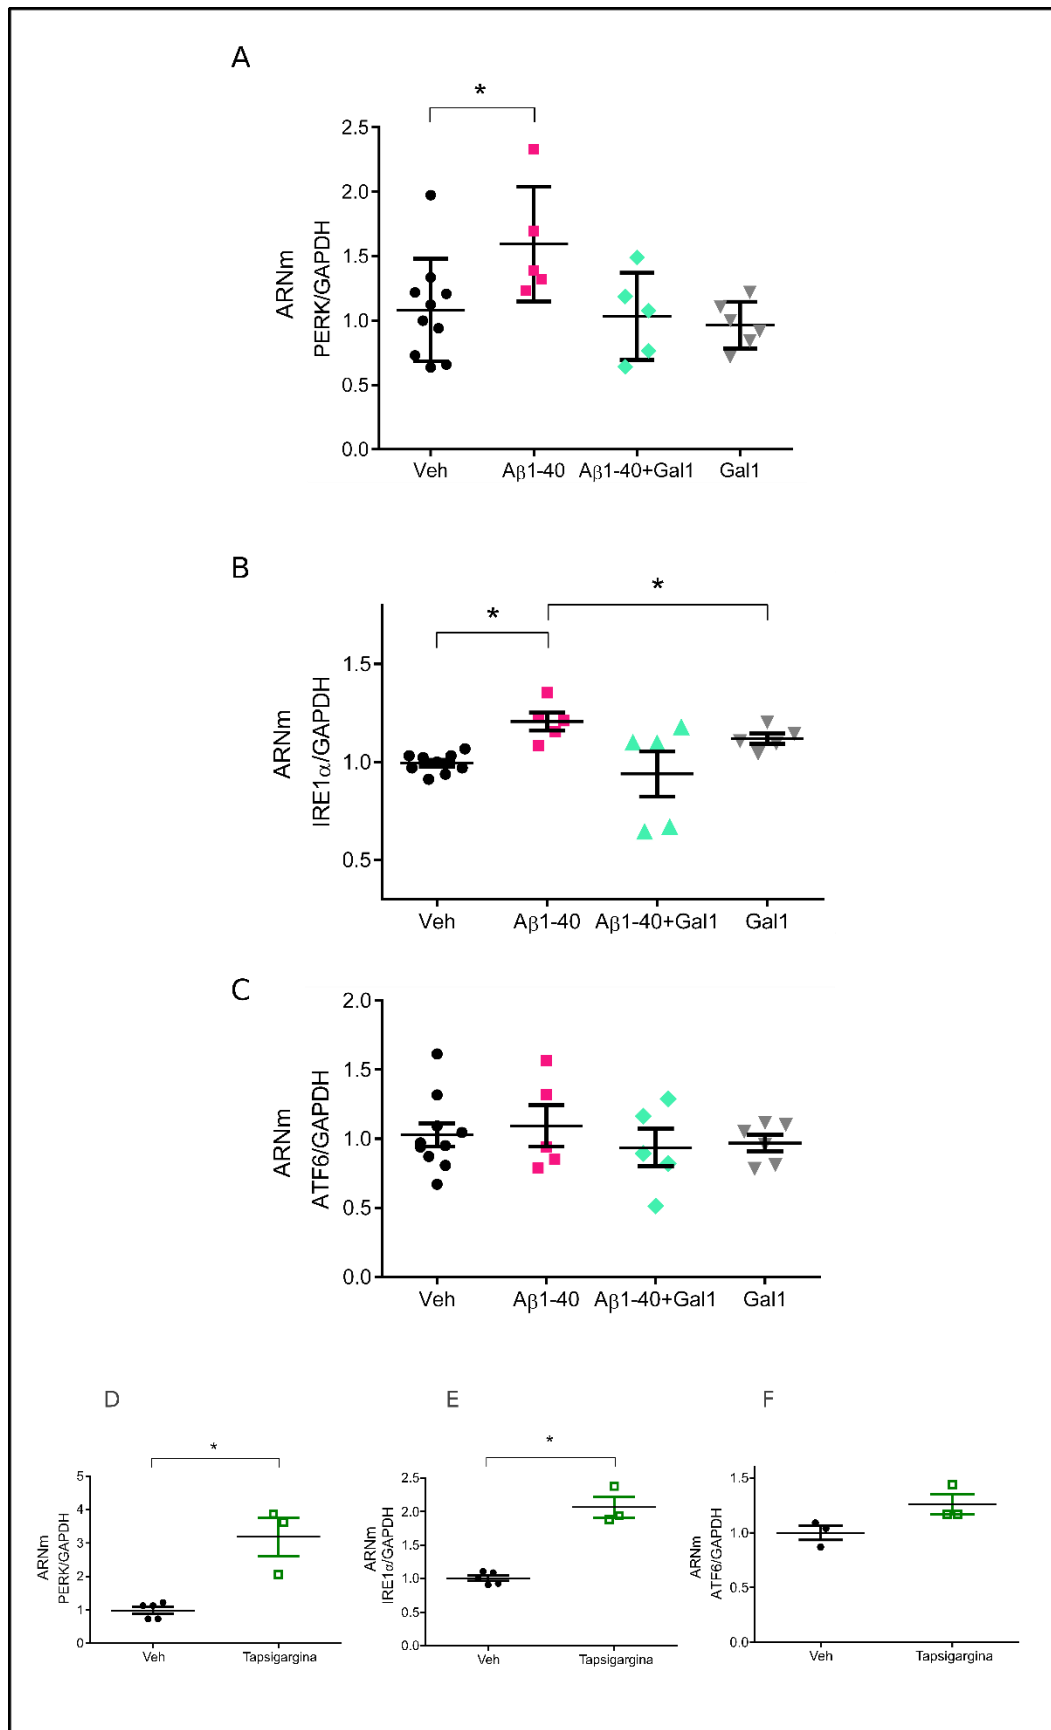 A
*
2.5
2.0
1.5
1.0
0.5
0.0
ARNm
PERK/GAPDH
Veh
Aβ1-40
Aβ1-40+Gal1
Gal1
B
*
*
1.5
1.0
0.5
ARNm
IRE1α/GAPDH
Veh
Aβ1-40
Aβ1-40+Gal1
Gal1
C
2.0
1.5
1.0
0.5
0.0
ARNm
ATF6/GAPDH
Veh
Aβ1-40
Aβ1-40+Gal1
Gal1
D
*
5
4
3
2
1
0
ARNm
PERK/GAPDH
Veh
Tapsigargina
E
*
2.5
2.0
1.5
1.0
0.5
0.0
ARNm
IRE1α/GAPDH
Veh
Tapsigargina
F
1.5
1.0
0.5
0.0
ARNm
ATF6/GAPDH
Veh
Tapsigargina